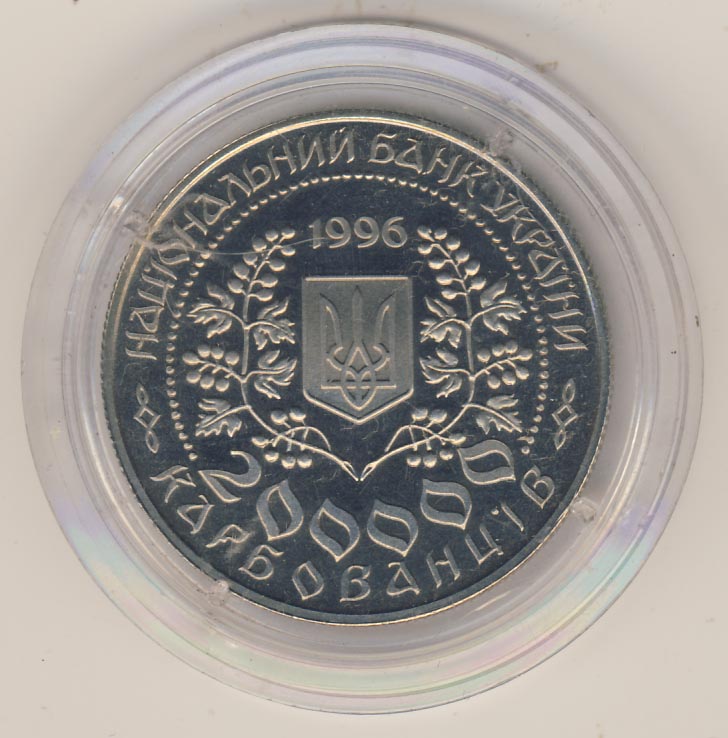 НАЦІОНАЛЬНИЙ БАНК УКРАЇНИ
1996
200000
КАРБОВАНЦІВ